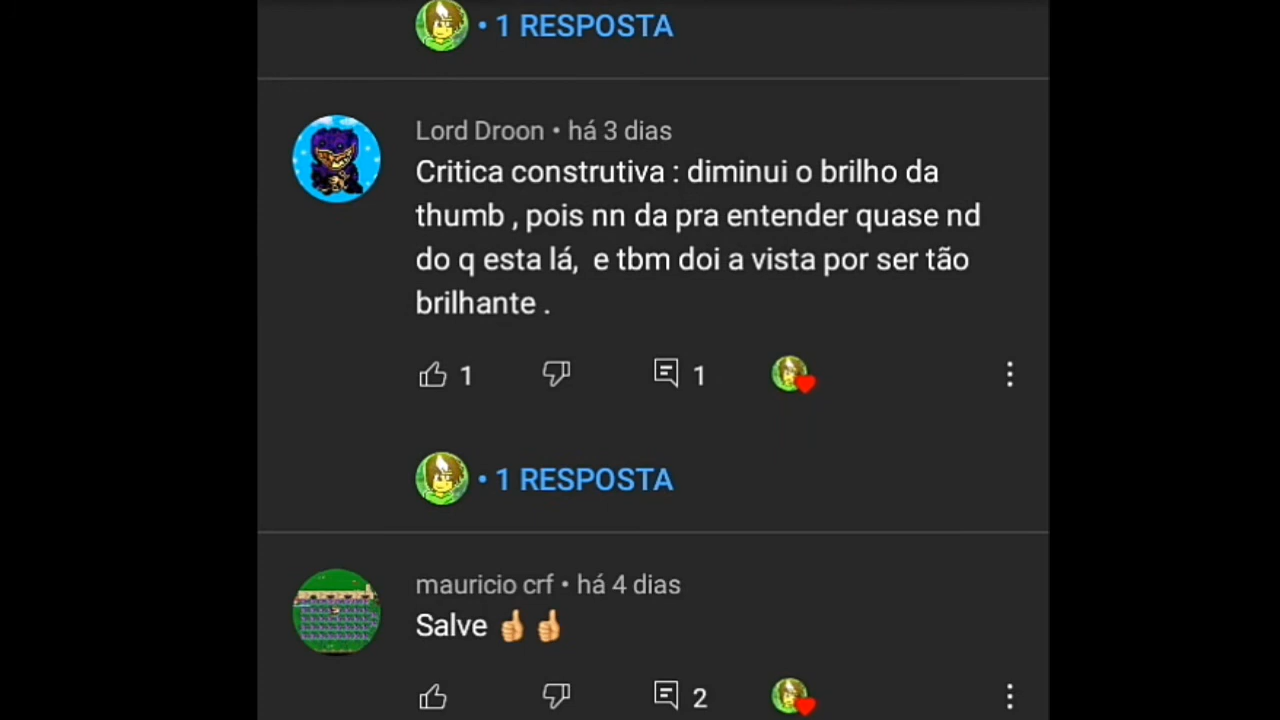 • 1 RESPOSTA
Lord Droon • há 3 dias
Critica construtiva : diminui o brilho da
thumb , pois nn da pra entender quase nd
do q esta lá,  e tbm doi a vista por ser tão
brilhante .
1 1
• 1 RESPOSTA
mauricio crf • há 4 dias
Salve 👍👍
2